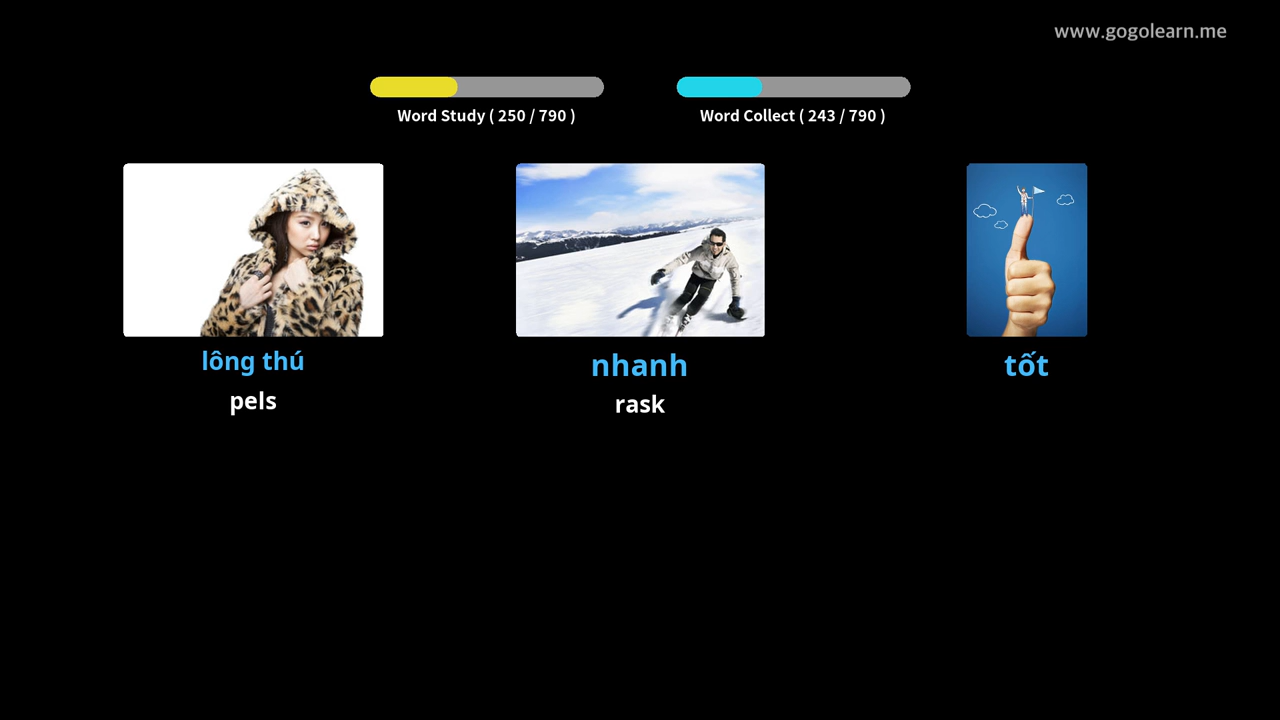 www.gogolearn.me
Word Study ( 250 / 790 )
Word Collect ( 243 / 790 )
lông thú
nhanh
tốt
pels
rask